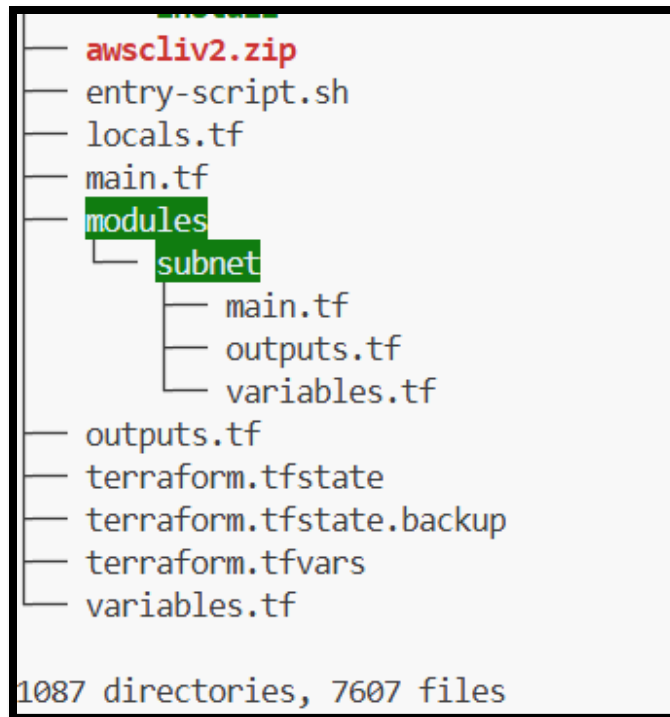 install
awscliv2.zip
entry-script.sh
locals.tf
main.tf
modules
subnet
main.tf
outputs.tf
variables.tf
outputs.tf
terraform.tfstate
terraform.tfstate.backup
terraform.tfvars
variables.tf
1087 directories, 7607 files